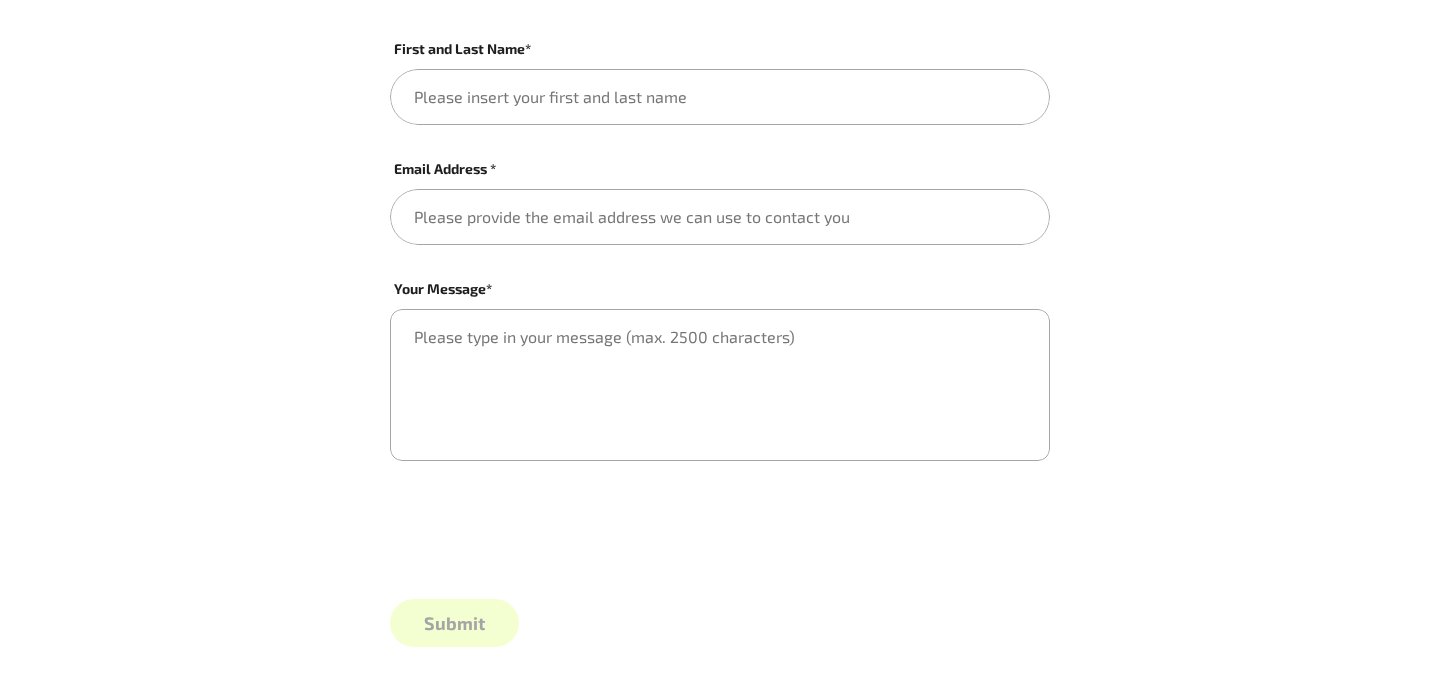 First and Last Name*
Please insert your first and last name
Email Address *
Please provide the email address we can use to contact you
Your Message*
Please type in your message (max. 2500 characters)
Submit